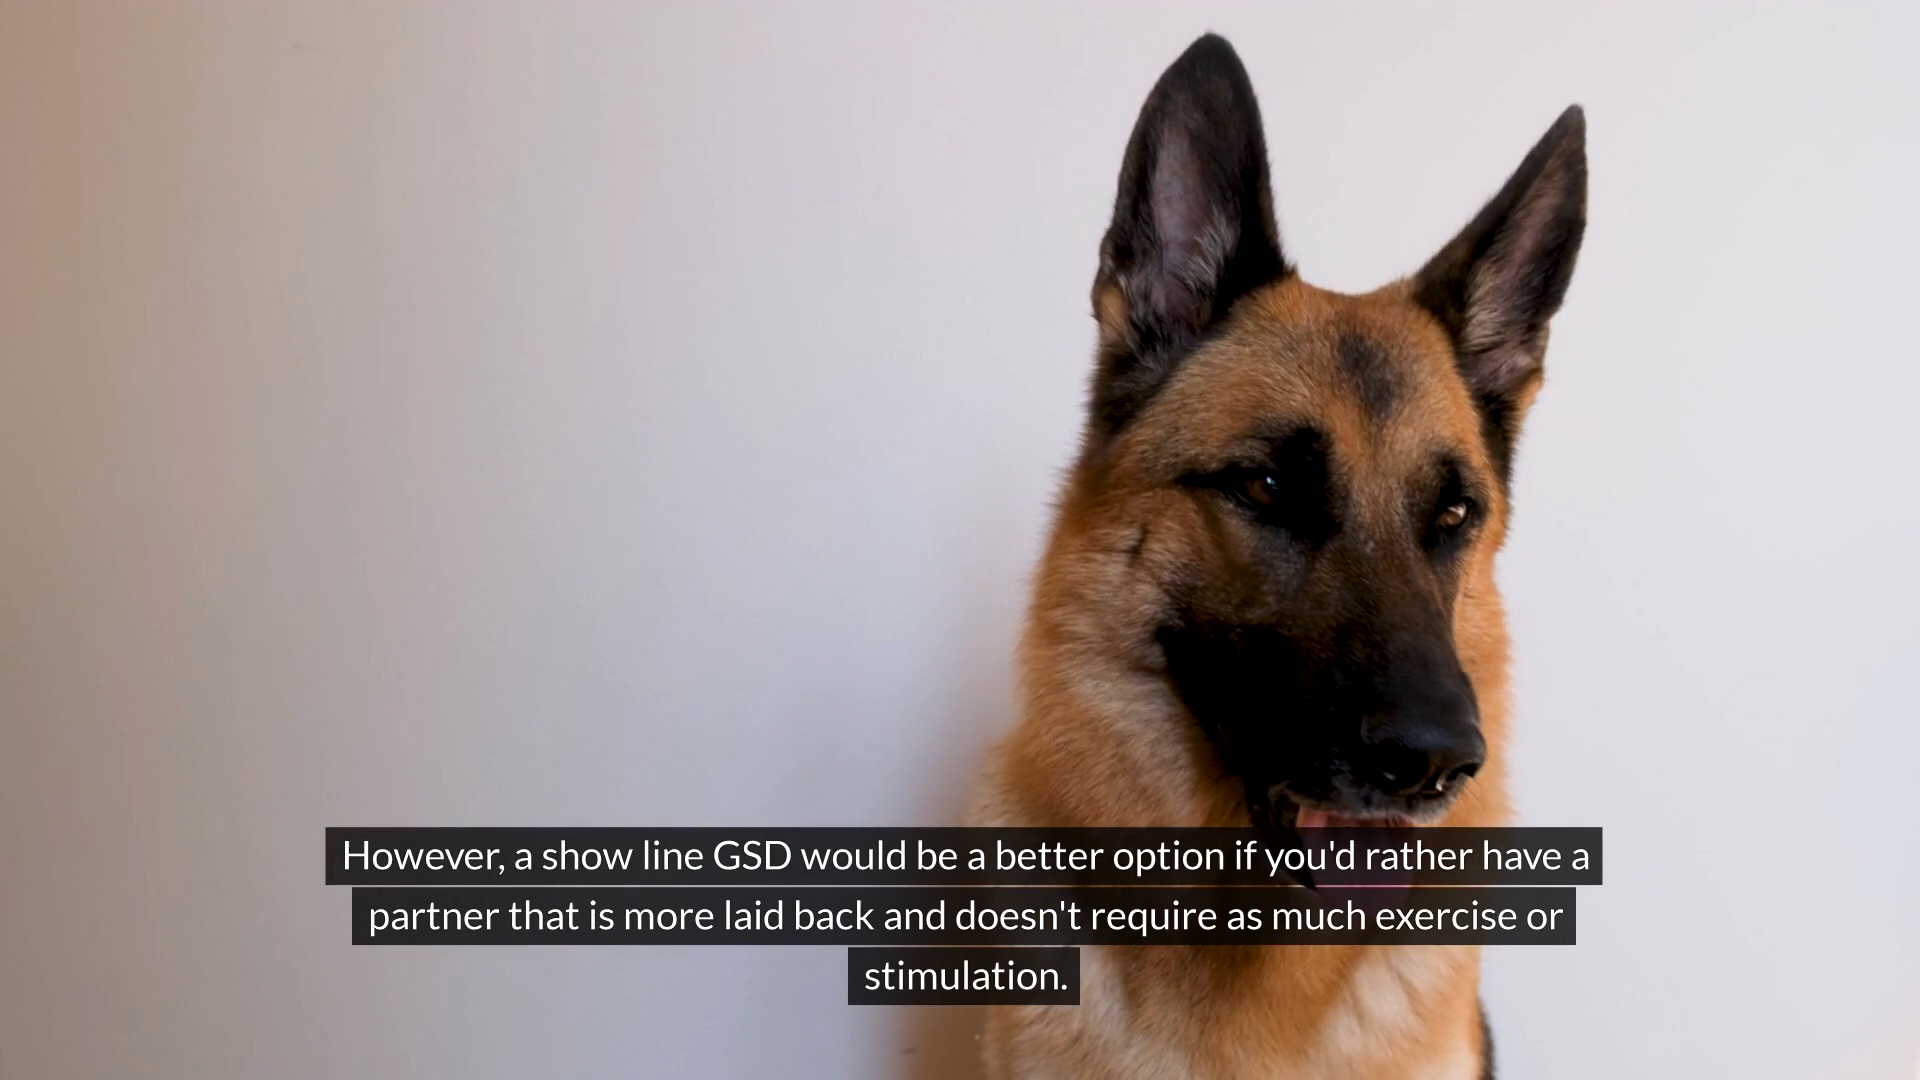 However, a show line GSD would be a better option if you'd rather have a
partner that is more laid back and doesn't require as much exercise or
stimulation.